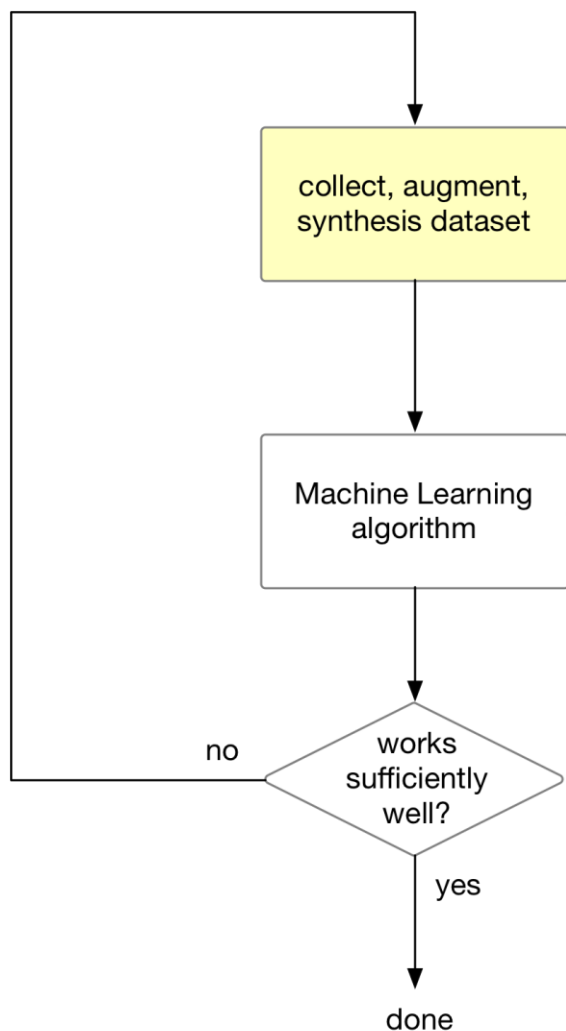 collect, augment,
synthesis dataset
Machine Learning
algorithm
works
sufficiently
well?
no
yes
done